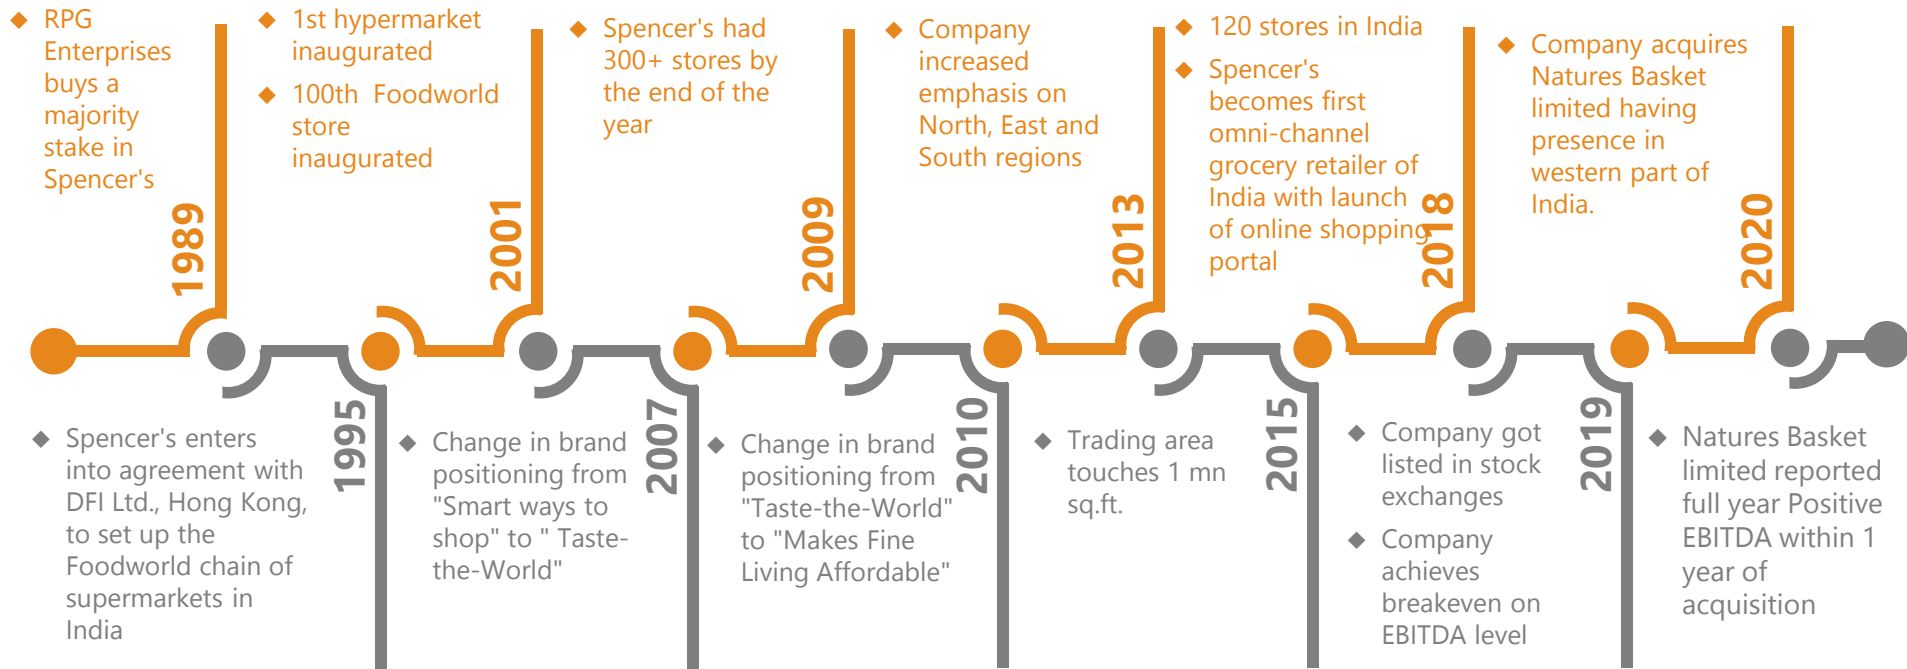 ◆ RPG
Enterprises
buys a
majority
stake in
Spencer's
1989
◆ 1st hypermarket
inaugurated
◆ 100th Foodworld
store
inaugurated
2001
◆ Spencer's had
300+ stores by
the end of the
year
2009
◆ Company
increased
emphasis on
North, East and
South regions
2013
◆ 120 stores in India
◆ Spencer's
becomes first
omni-channel
grocery retailer of
India with launch
of online shopping
portal
2018
◆ Company acquires
Natures Basket
limited having
presence in
western part of
India.
2020
◆ Spencer's enters
into agreement with
DFI Ltd., Hong Kong,
to set up the
Foodworld chain of
supermarkets in
India
1995
◆ Change in brand
positioning from
"Smart ways to
shop" to " Taste-
the-World"
2007
◆ Change in brand
positioning from
"Taste-the-World"
to "Makes Fine
Living Affordable"
2010
◆ Trading area
touches 1 mn
sq.ft.
2015
◆ Company got
listed in stock
exchanges
◆ Company
achieves
breakeven on
EBITDA level
2019
◆ Natures Basket
limited reported
full year Positive
EBITDA within 1
year of
acquisition